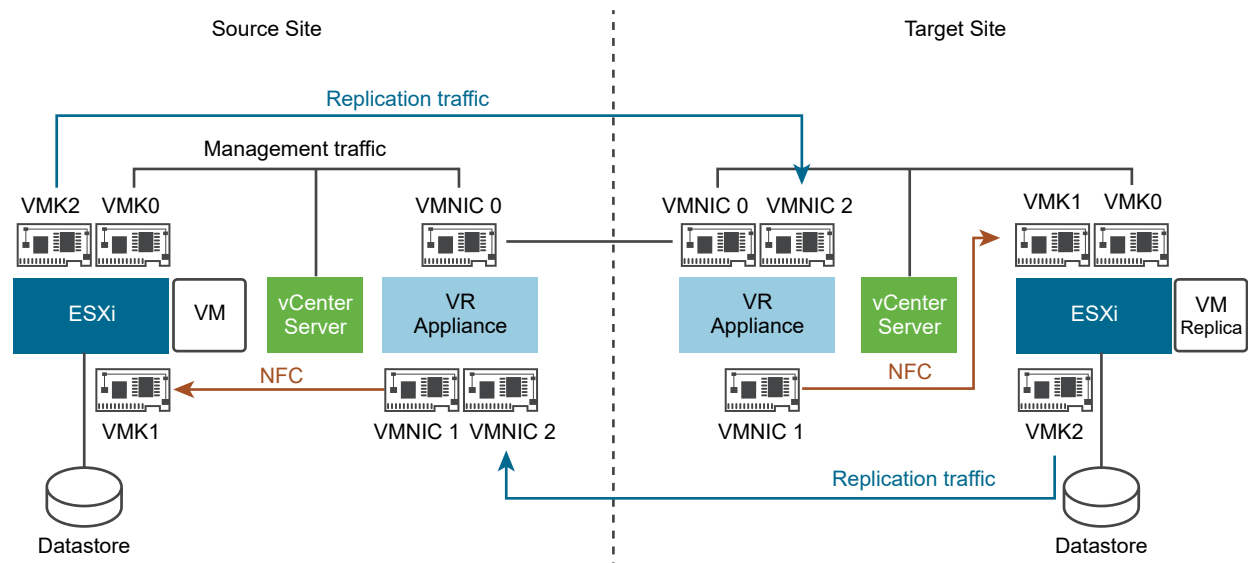 Source Site
Target Site
Replication traffic
Management traffic
VMK2
VMK0
VMNIC 0
VMNIC 0
VMNIC 2
VMK1
VMK0
ESXi
VM
vCenter
Server
VR
Appliance
VR
Appliance
vCenter
Server
ESXi
VM
Replica
NFC
NFC
VMK1
VMNIC 1
VMNIC 2
VMNIC 1
VMK2
Replication traffic
Datastore
Datastore